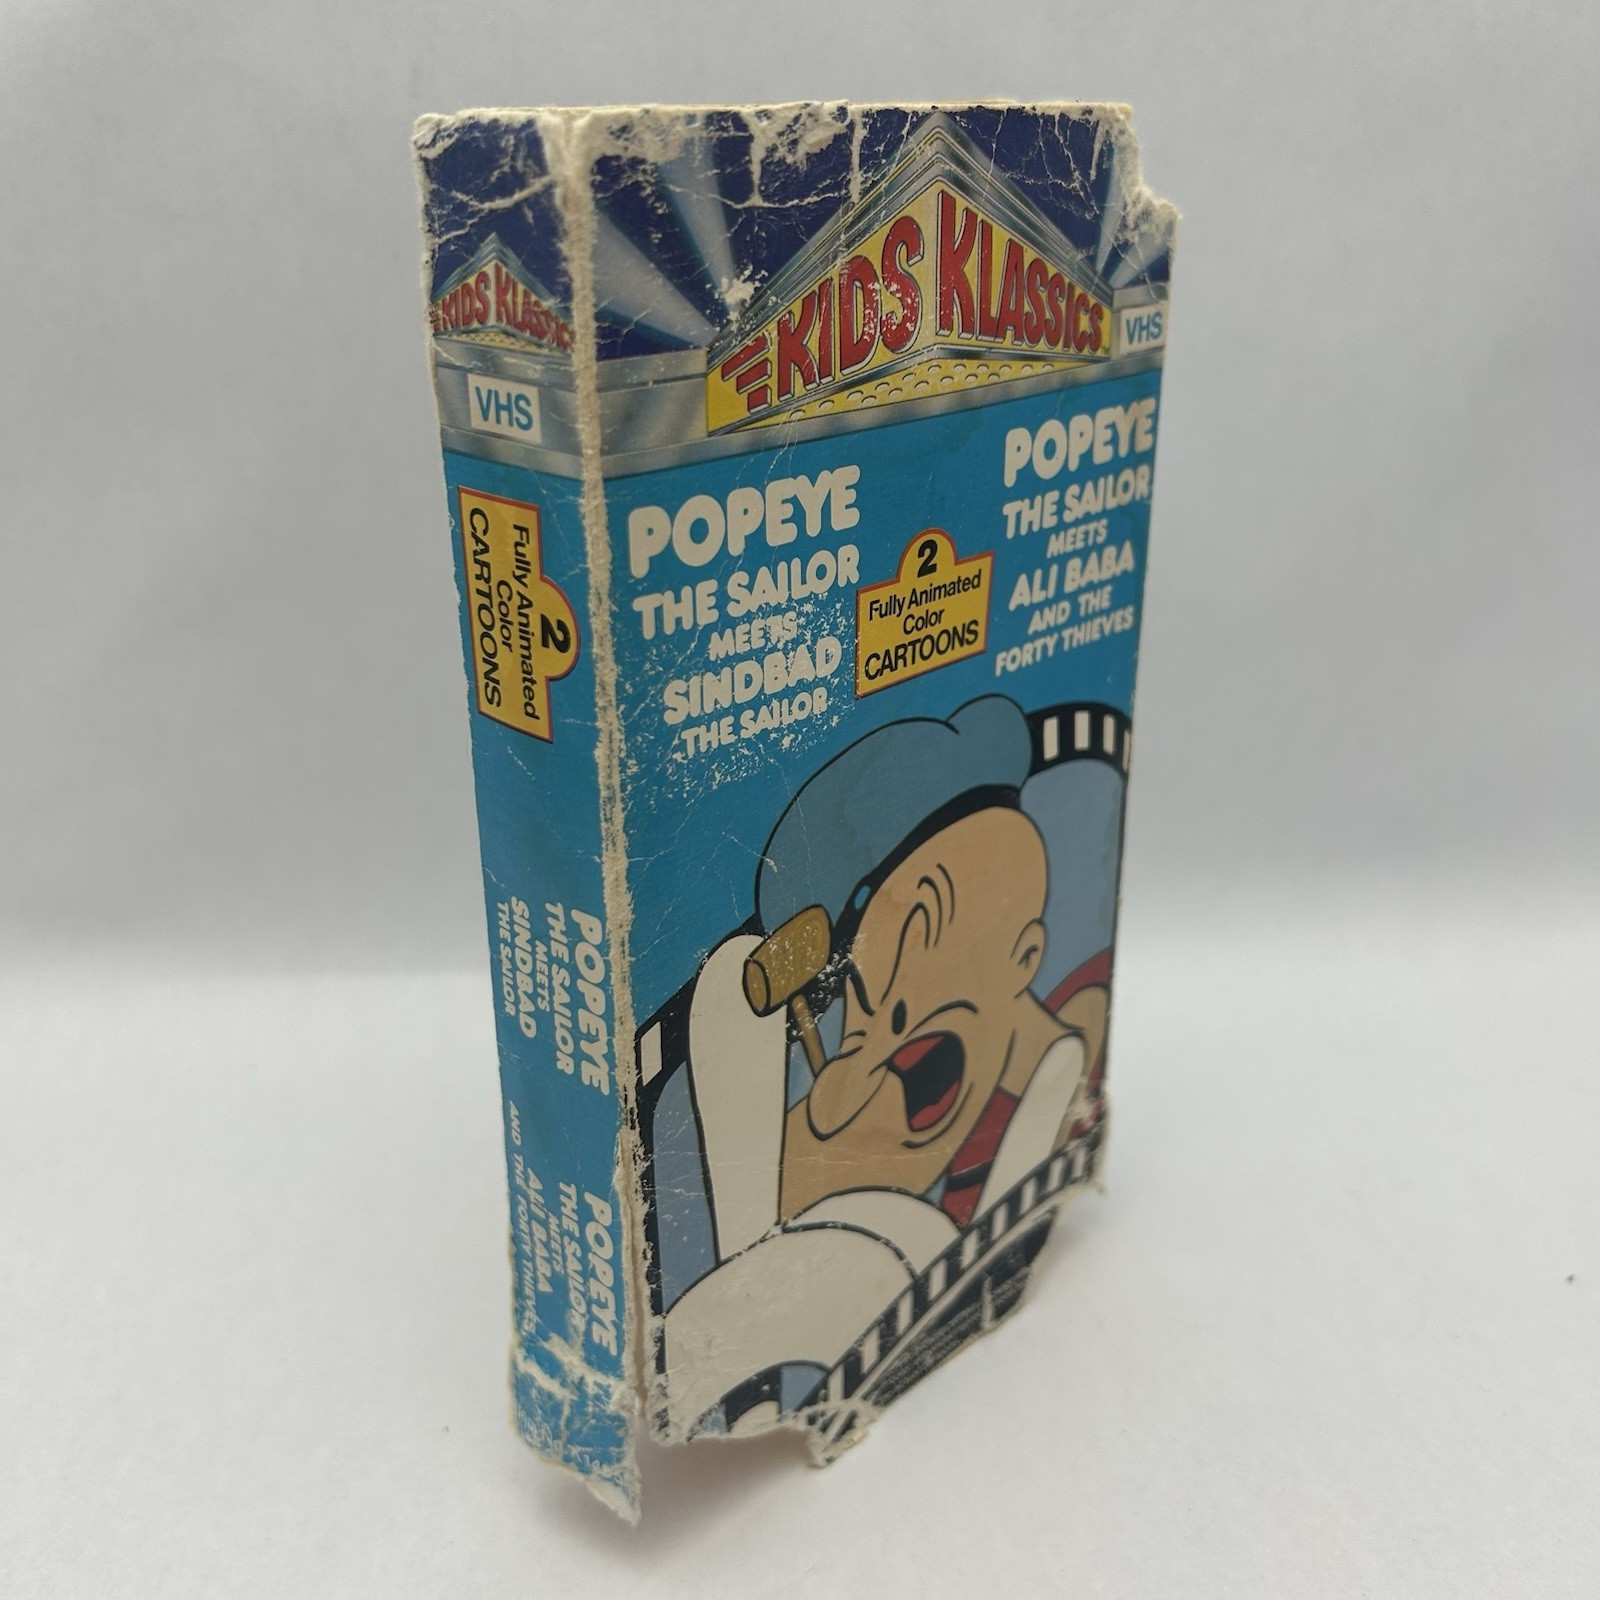 KIDS KLASSICS
VHS
2
Fully Animated
Color
CARTOONS
POPEYE
THE SAILOR
MEETS
SINDBAD
THE SAILOR
POPEYE
THE SAILOR
MEETS
ALI BABA
AND THE FORTY THIEVES
KIDS KLASSICS
VHS
POPEYE
THE SAILOR
MEETS
SINDBAD
THE SAILOR
2
Fully Animated
Color
CARTOONS
POPEYE
THE SAILOR
MEETS
ALI BABA
AND THE
FORTY THIEVES